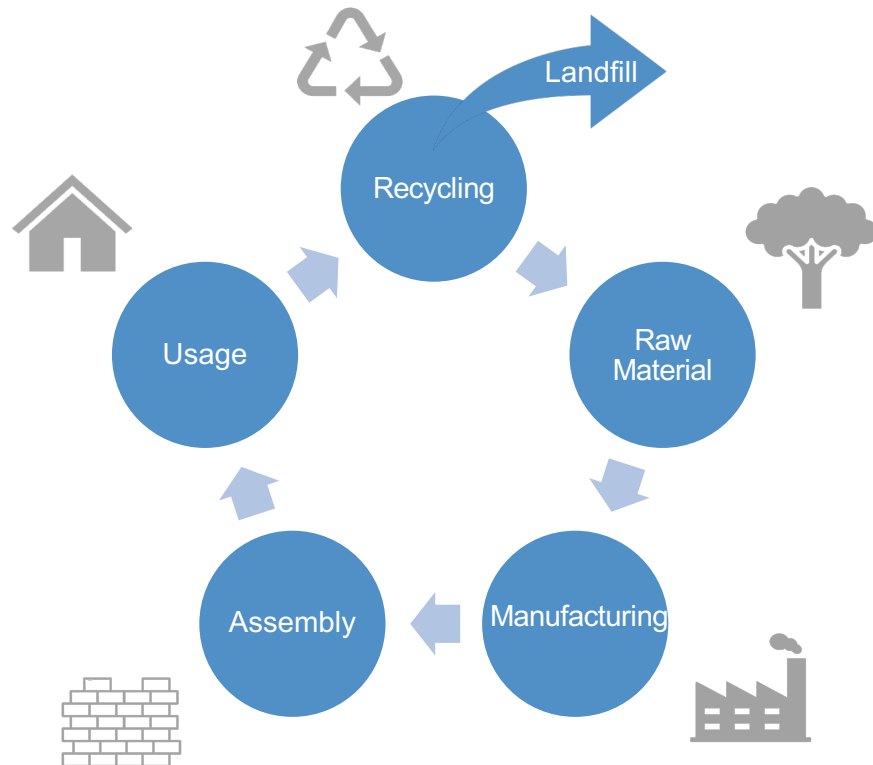 Landfill
Recycling
Raw
Material
Manufacturing
Assembly
Usage